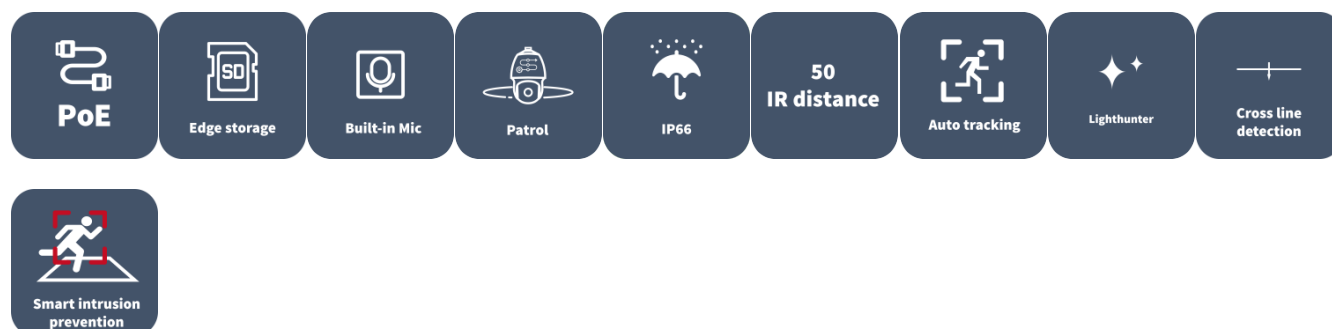 PoE
SD
Edge storage
Built-in Mic
Patrol
IP66
50
IR distance
Auto tracking
Lighthunter
Cross line
detection
Smart intrusion
prevention